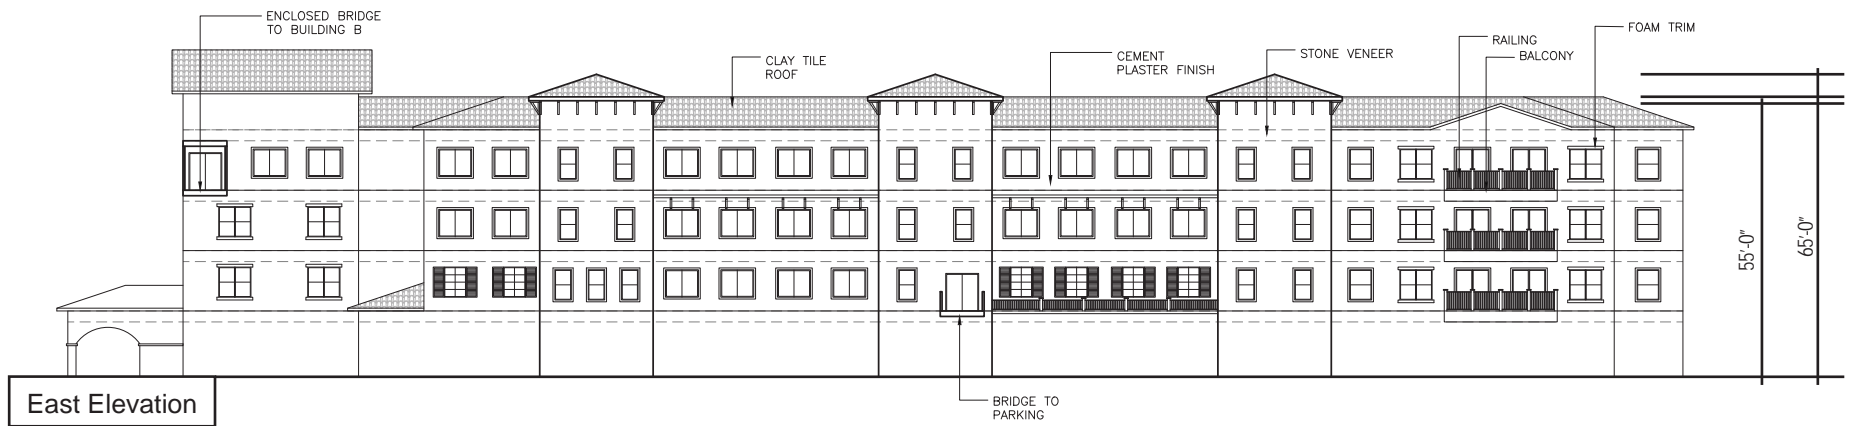 ENCLOSED BRIDGE
TO BUILDING B
CLAY TILE
ROOF
CEMENT
PLASTER FINISH
STONE VENEER
RAILING
BALCONY
FOAM TRIM
55'-0"
65'-0"
BRIDGE TO
PARKING
East Elevation